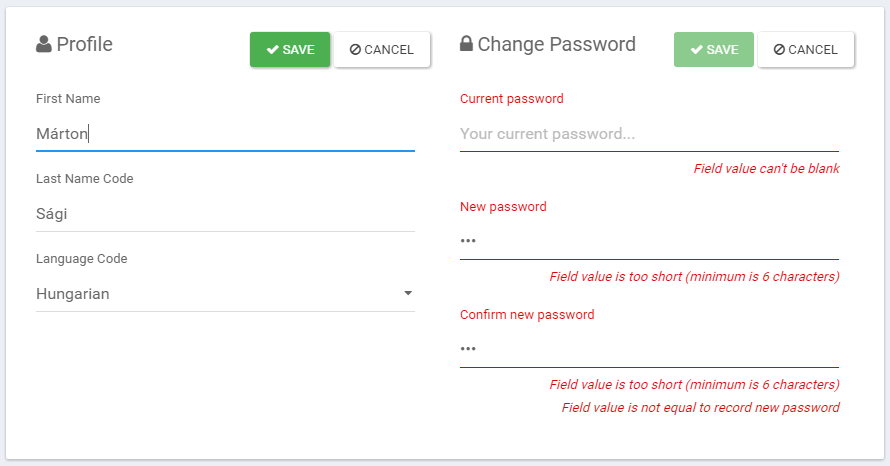 Profile
SAVE
CANCEL
First Name
Márton
Last Name Code
Sági
Language Code
Hungarian
Change Password
SAVE
CANCEL
Current password
Your current password...
Field value can't be blank
New password
•••
Field value is too short (minimum is 6 characters)
Confirm new password
•••
Field value is too short (minimum is 6 characters)
Field value is not equal to record new password